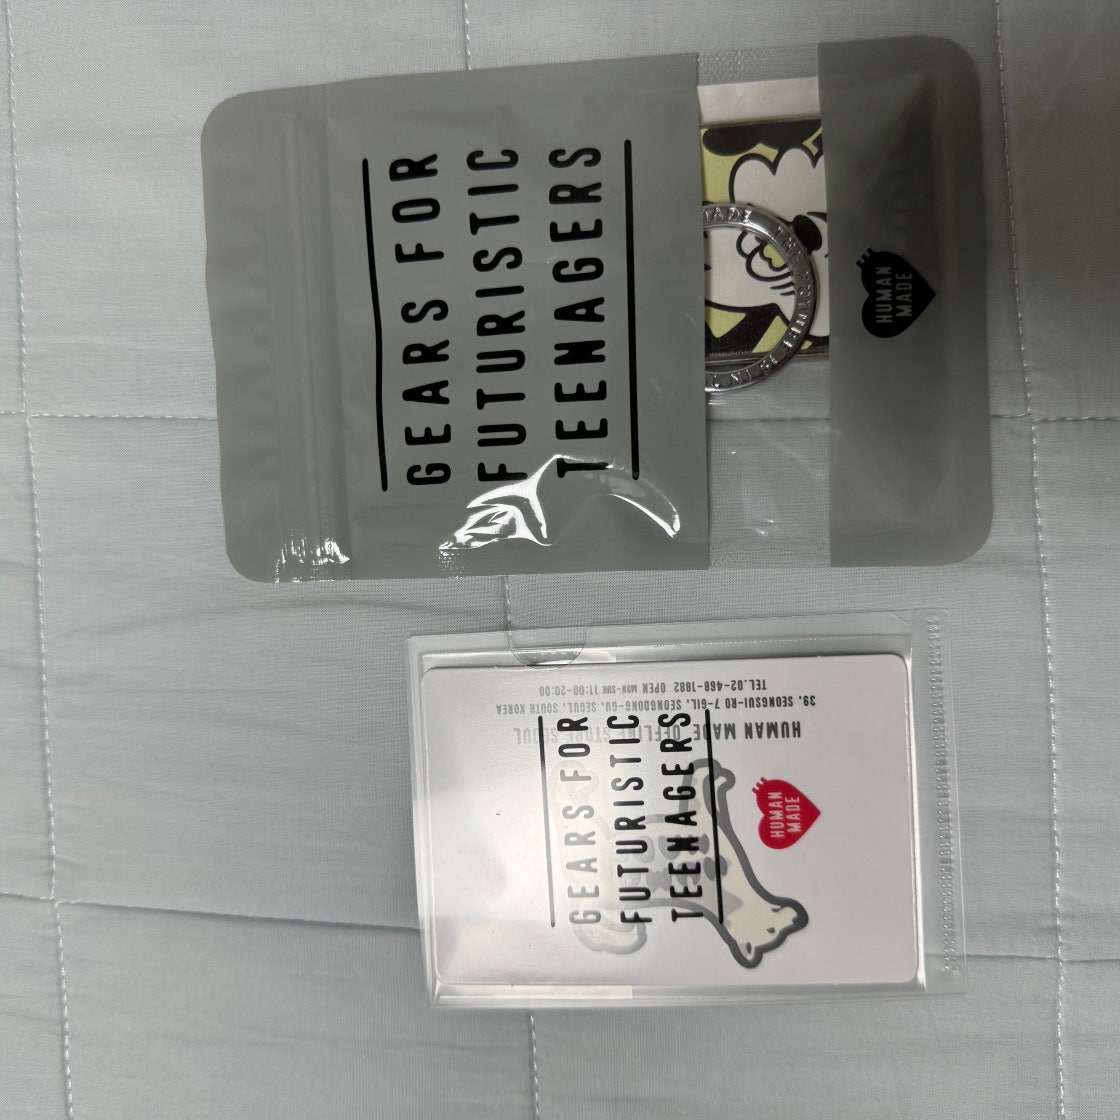 GEARS FOR
FUTURISTIC
TEENAGERS
MADE
HUMAN
MADE
GEARS FOR
FUTURISTIC
TEENAGERS
HUMAN
MADE
HUMAN MADE OFFLINE STORE SEOUL
39, SEONGSUI-RO 7-GIL, SEONGDONG-GU, SEOUL, SOUTH KOREA
TEL.02-468-1882 OPEN MON-SUN 11:00-20:00